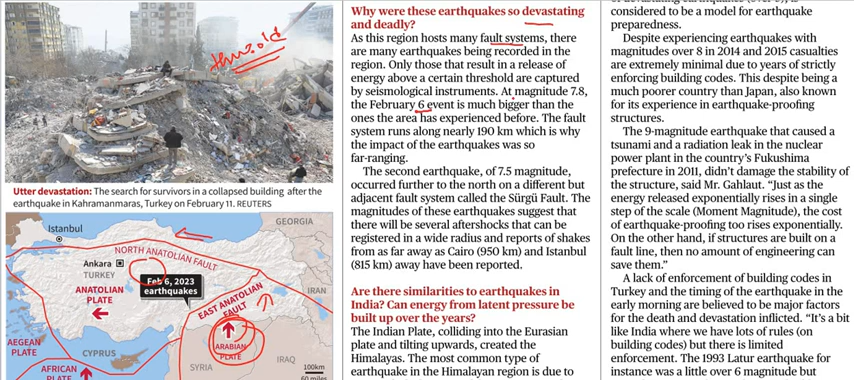 thrusold
Utter devastation: The search for survivors in a collapsed building after the
earthquake in Kahramanmaras, Turkey on February 11. REUTERS
Istanbul
GEORGIA
NORTH ANATOLIAN FAULT
Ankara
TURKEY
Feb 6, 2023
earthquakes
ANATOLIAN
PLATE
EAST ANATOLIAN
FAULT
IRAN
AEGEAN
PLATE
ARABIAN
PLATE
CYPRUS
AFRICAN
PLATE
SYRIA
IRAQ
100km
60 miles
Why were these earthquakes so devastating
and deadly?
As this region hosts many fault systems, there
are many earthquakes being recorded in the
region. Only those that result in a release of
energy above a certain threshold are captured
by seismological instruments. At magnitude 7.8,
the February 6 event is much bigger than the
ones the area has experienced before. The fault
system runs along nearly 190 km which is why
the impact of the earthquakes was so
far-ranging.
The second earthquake, of 7.5 magnitude,
occurred further to the north on a different but
adjacent fault system called the Sürgü Fault. The
magnitudes of these earthquakes suggest that
there will be several aftershocks that can be
registered in a wide radius and reports of shakes
from as far away as Cairo (950 km) and Istanbul
(815 km) away have been reported.
Are there similarities to earthquakes in
India? Can energy from latent pressure be
built up over the years?
The Indian Plate, colliding into the Eurasian
plate and tilting upwards, created the
Himalayas. The most common type of
earthquake in the Himalayan region is due to
considered to be a model for earthquake
preparedness.
Despite experiencing earthquakes with
magnitudes over 8 in 2014 and 2015 casualties
are extremely minimal due to years of strictly
enforcing building codes. This despite being a
much poorer country than Japan, also known
for its experience in earthquake-proofing
structures.
The 9-magnitude earthquake that caused a
tsunami and a radiation leak in the nuclear
power plant in the country's Fukushima
prefecture in 2011, didn't damage the stability of
the structure, said Mr. Gahlaut. "Just as the
energy released exponentially rises in a single
step of the scale (Moment Magnitude), the cost
of earthquake-proofing too rises exponentially.
On the other hand, if structures are built on a
fault line, then no amount of engineering can
save them."
A lack of enforcement of building codes in
Turkey and the timing of the earthquake in the
early morning are believed to be major factors
for the death and devastation inflicted. "It's a bit
like India where we have lots of rules (on
building codes) but there is limited
enforcement. The 1993 Latur earthquake for
instance was a little over 6 magnitude but